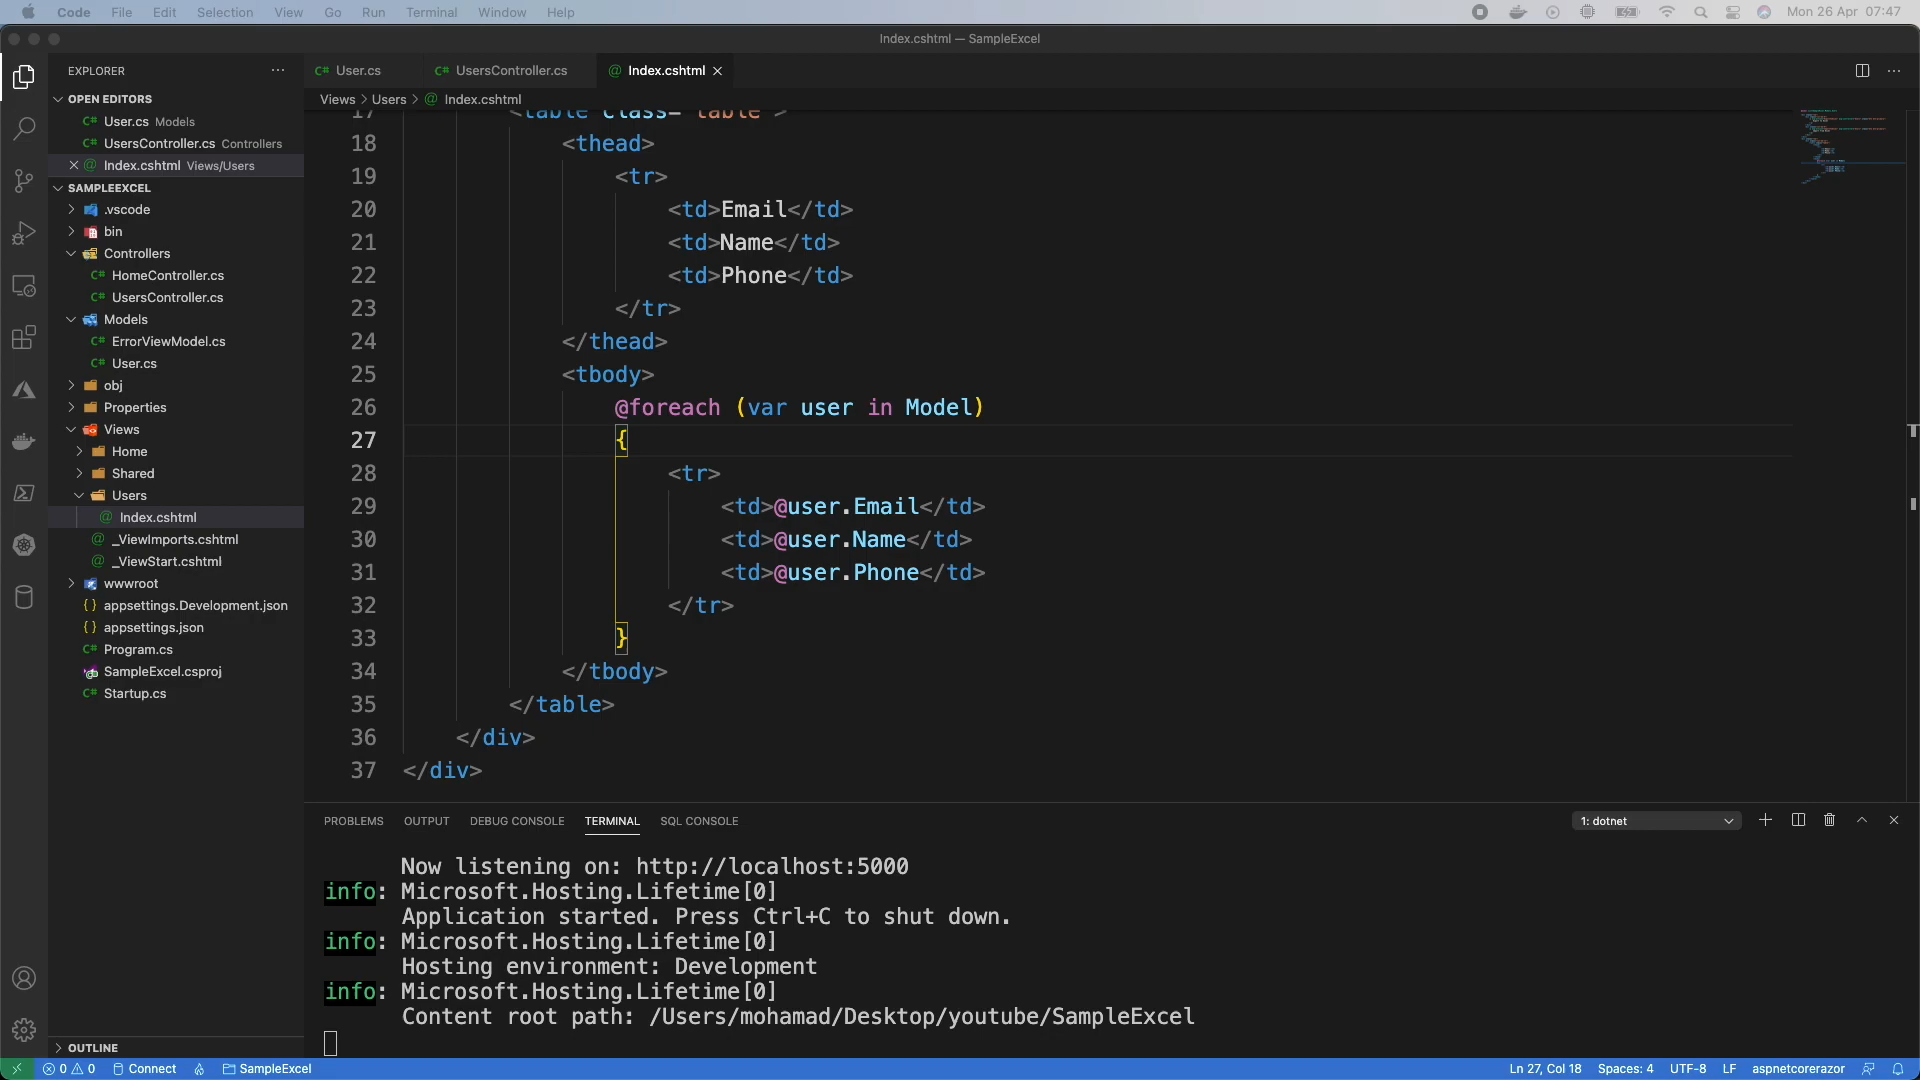 Code File Edit Selection View Go Run Terminal Window Help Mon 26 Apr 07:47
Index.cshtml — SampleExcel
EXPLORER
OPEN EDITORS
C# User.cs Models
C# UsersController.cs Controllers
@ Index.cshtml Views/Users
SAMPLEEXCEL
.vscode
bin
Controllers
C# HomeController.cs
C# UsersController.cs
Models
C# ErrorViewModel.cs
C# User.cs
obj
Properties
Views
Home
Shared
Users
@ Index.cshtml
@ _ViewImports.cshtml
@ _ViewStart.cshtml
wwwroot
{} appsettings.Development.json
{} appsettings.json
C# Program.cs
SampleExcel.csproj
C# Startup.cs
OUTLINE
C# User.cs C# UsersController.cs @ Index.cshtml
Views > Users > @ Index.cshtml
17 <table class="table">
18 <thead>
19 <tr>
20 <td>Email</td>
21 <td>Name</td>
22 <td>Phone</td>
23 </tr>
24 </thead>
25 <tbody>
26 @foreach (var user in Model)
27 {
28 <tr>
29 <td>@user.Email</td>
30 <td>@user.Name</td>
31 <td>@user.Phone</td>
32 </tr>
33 }
34 </tbody>
35 </table>
36 </div>
37 </div>
PROBLEMS OUTPUT DEBUG CONSOLE TERMINAL SQL CONSOLE 1: dotnet
Now listening on: http://localhost:5000
info: Microsoft.Hosting.Lifetime[0]
Application started. Press Ctrl+C to shut down.
info: Microsoft.Hosting.Lifetime[0]
Hosting environment: Development
info: Microsoft.Hosting.Lifetime[0]
Content root path: /Users/mohamad/Desktop/youtube/SampleExcel
0 0 Connect SampleExcel Ln 27, Col 18 Spaces: 4 UTF-8 LF aspnetcorerazor